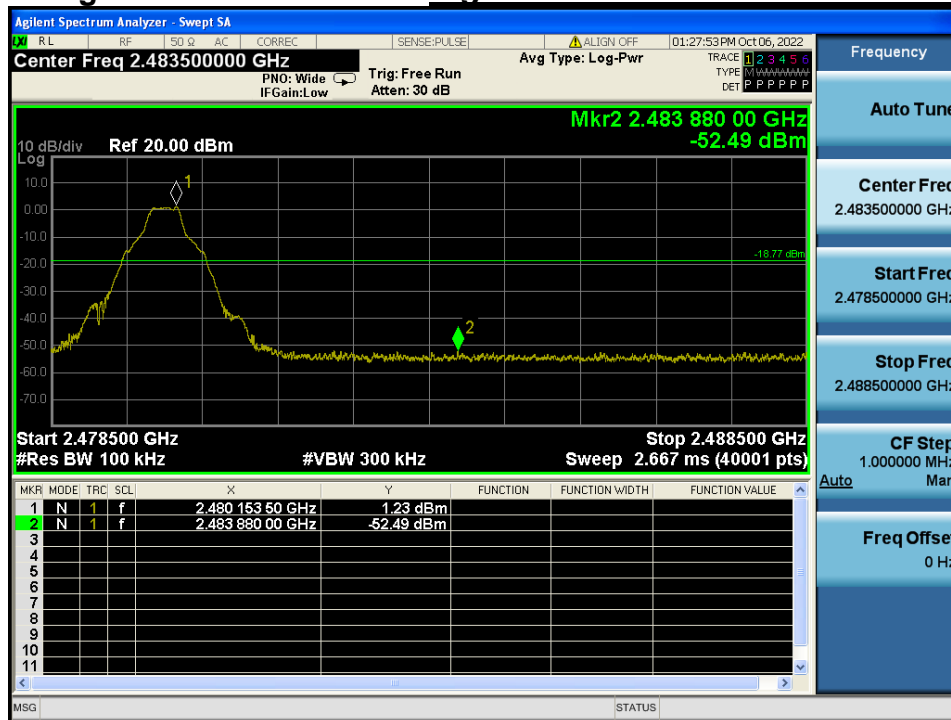 Agilent Spectrum Analyzer - Swept SA
LXI RL RF 50 Ω AC CORREC SENSE:PULSE ALIGN OFF 01:27:53 PM Oct 06, 2022
Center Freq 2.483500000 GHz
PNO: Wide
IFGain:Low
Trig: Free Run
Atten: 30 dB
Avg Type: Log-Pwr
TRACE 1 2 3 4 5 6
TYPE M WWWWW
DET P P P P P P
Mkr2 2.483 880 00 GHz
-52.49 dBm
10 dB/div Ref 20.00 dBm
Log
10.0
0.00
-10.0
-20.0
-30.0
-40.0
-50.0
-60.0
-70.0
1
-18.77 dBm
2
Start 2.478500 GHz
Stop 2.488500 GHz
#Res BW 100 kHz #VBW 300 kHz Sweep 2.667 ms (40001 pts)
MKR MODE TRC SCL X Y FUNCTION FUNCTION WIDTH FUNCTION VALUE
1 N 1 f 2.480 153 50 GHz 1.23 dBm
2 N 1 f 2.483 880 00 GHz -52.49 dBm
3
4
5
6
7
8
9
10
11
MSG STATUS
Frequency
Auto Tune
Center Freq
2.483500000 GHz
Start Freq
2.478500000 GHz
Stop Freq
2.488500000 GHz
CF Step
1.000000 MHz
Auto Man
Freq Offset
0 Hz